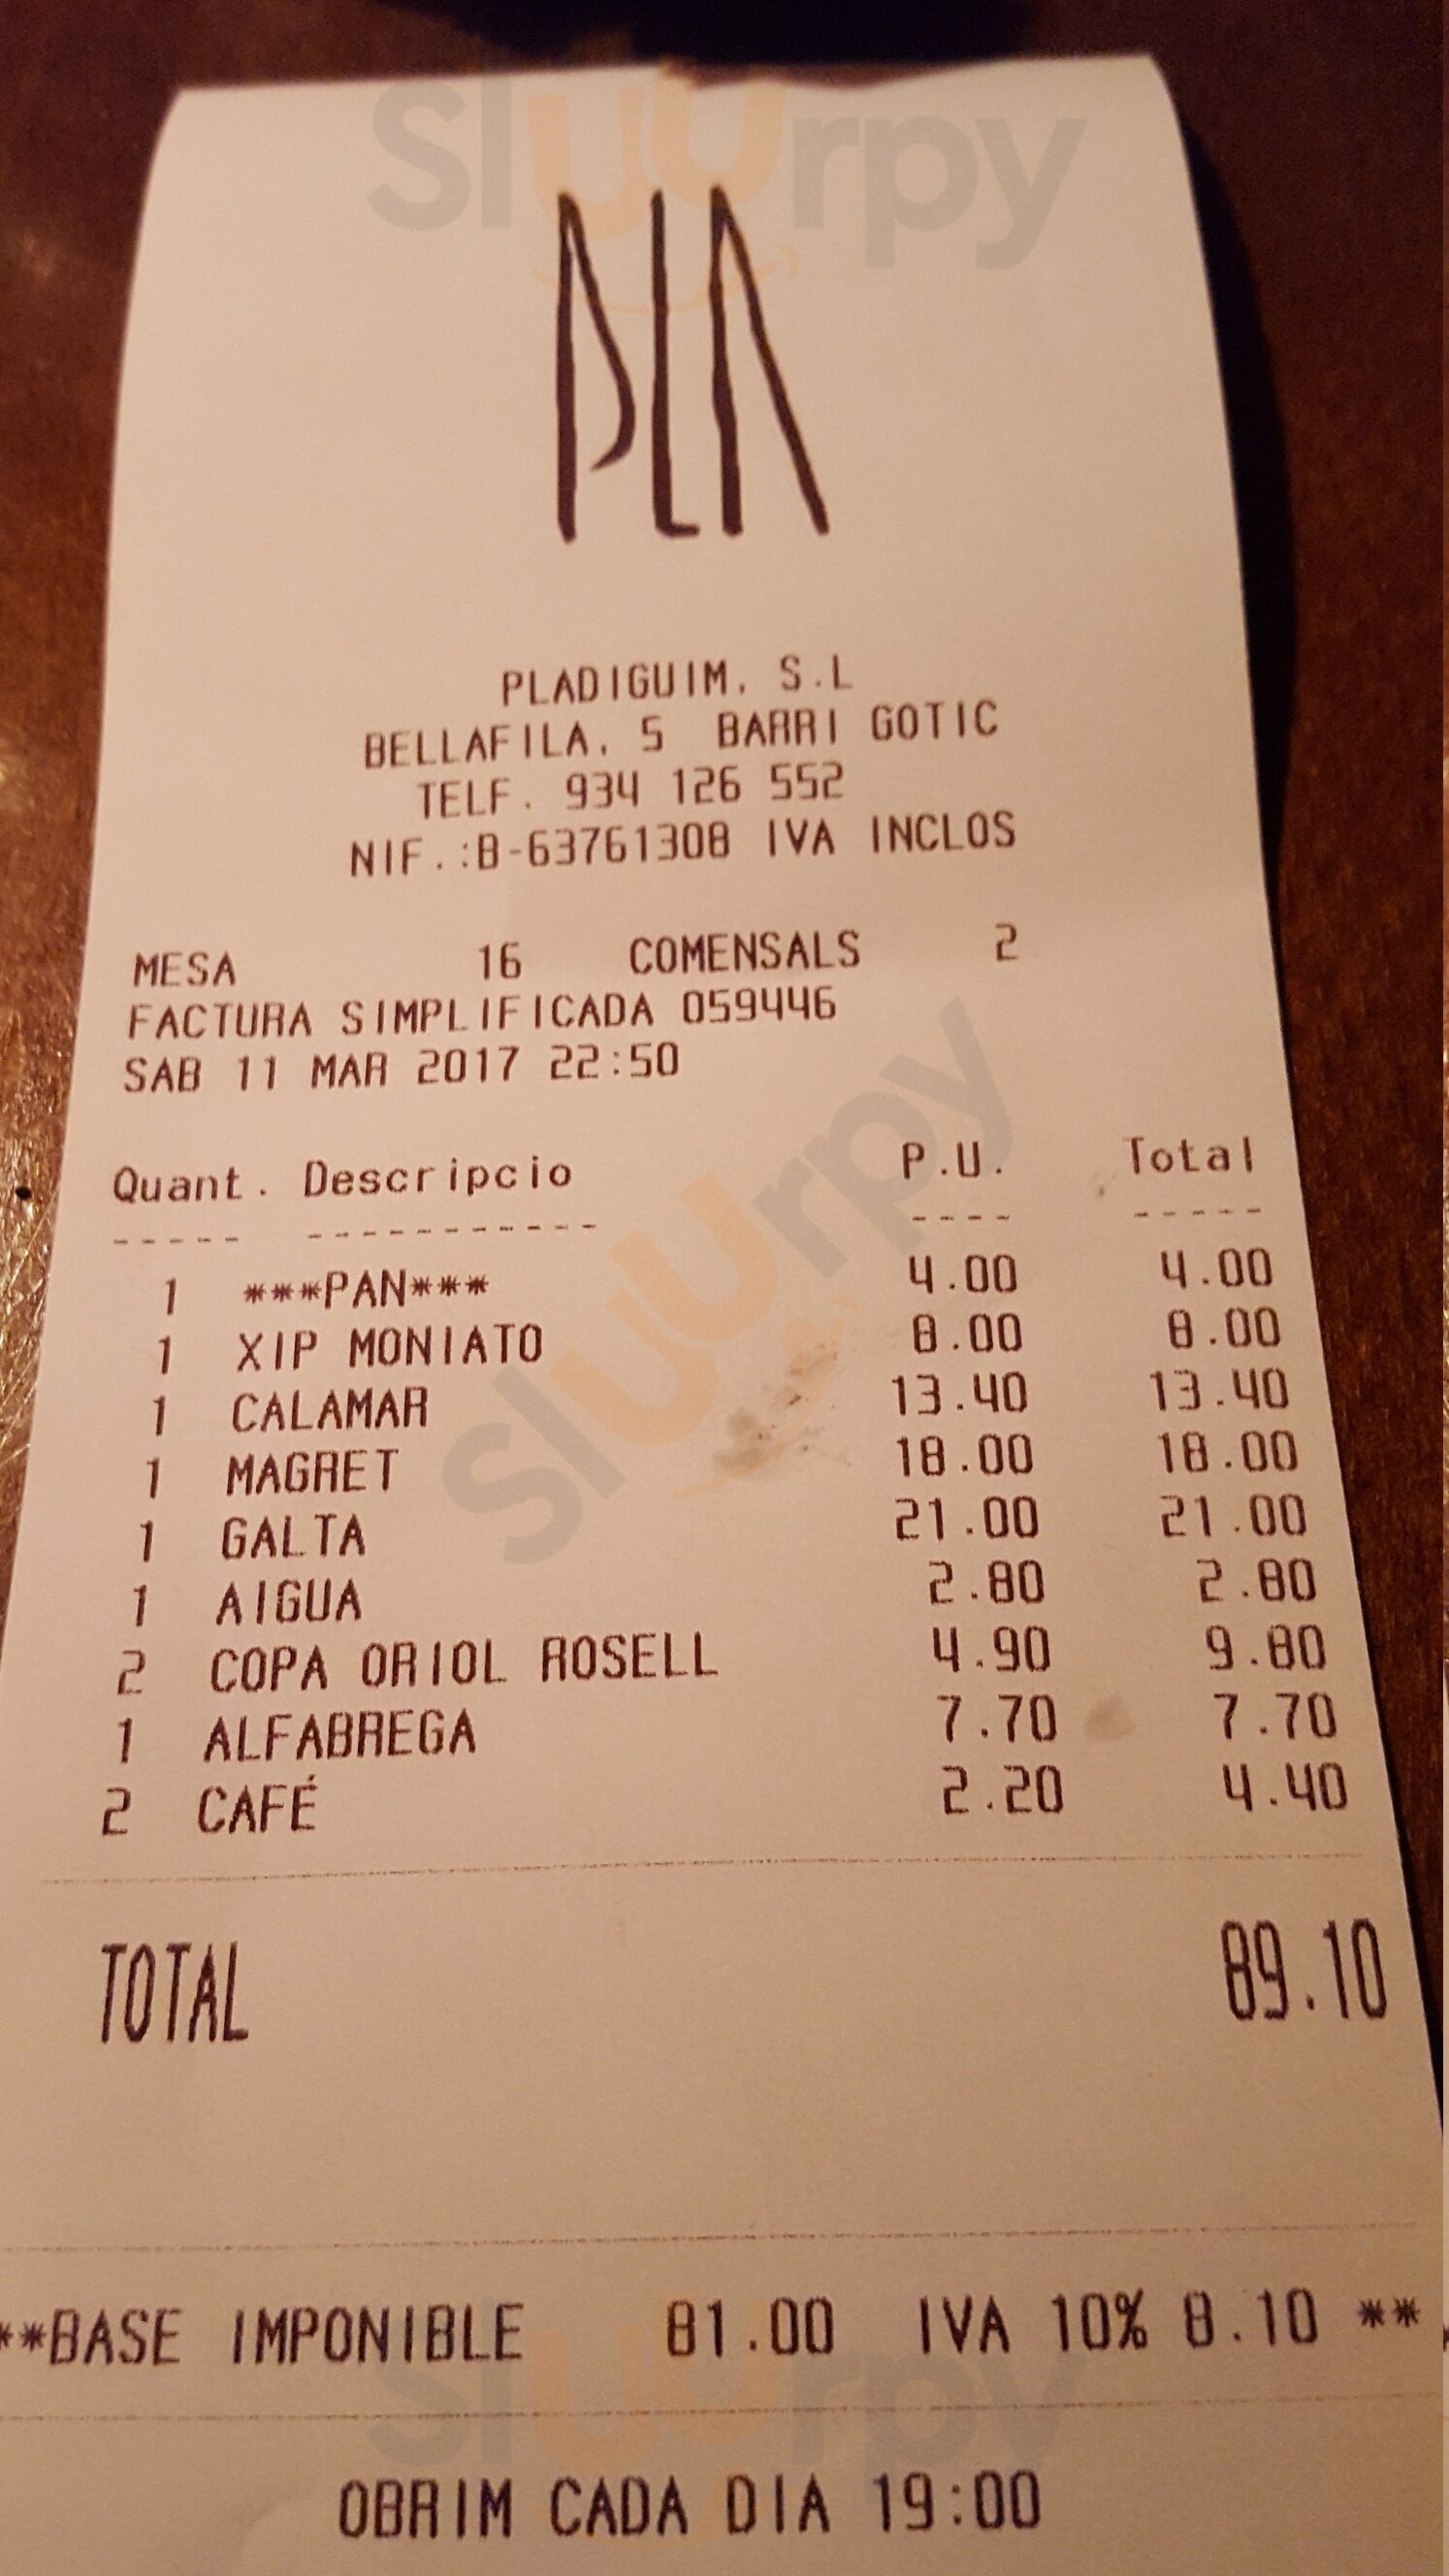 PLA
PLADIGUIM, S.L
BELLAFILA, 5 BARRI GOTIC
TELF. 934 126 552
NIF.:B-63761308 IVA INCLOS
MESA 16 COMENSALS 2
FACTURA SIMPLIFICADA 059446
SAB 11 MAR 2017 22:50
Quant. Descripcio P.U. Total
----- ----------- ---- -----
1 ***PAN*** 4.00 4.00
1 XIP MONIATO 8.00 8.00
1 CALAMAR 13.40 13.40
1 MAGRET 18.00 18.00
1 GALTA 21.00 21.00
1 AIGUA 2.80 2.80
2 COPA ORIOL ROSELL 4.90 9.80
1 ALFABREGA 7.70 7.70
2 CAFÉ 2.20 4.40
TOTAL 89.10
**BASE IMPONIBLE 81.00 IVA 10% 8.10 **
OBRIM CADA DIA 19:00
Sluurpy
Sluurpy
Sluurpy